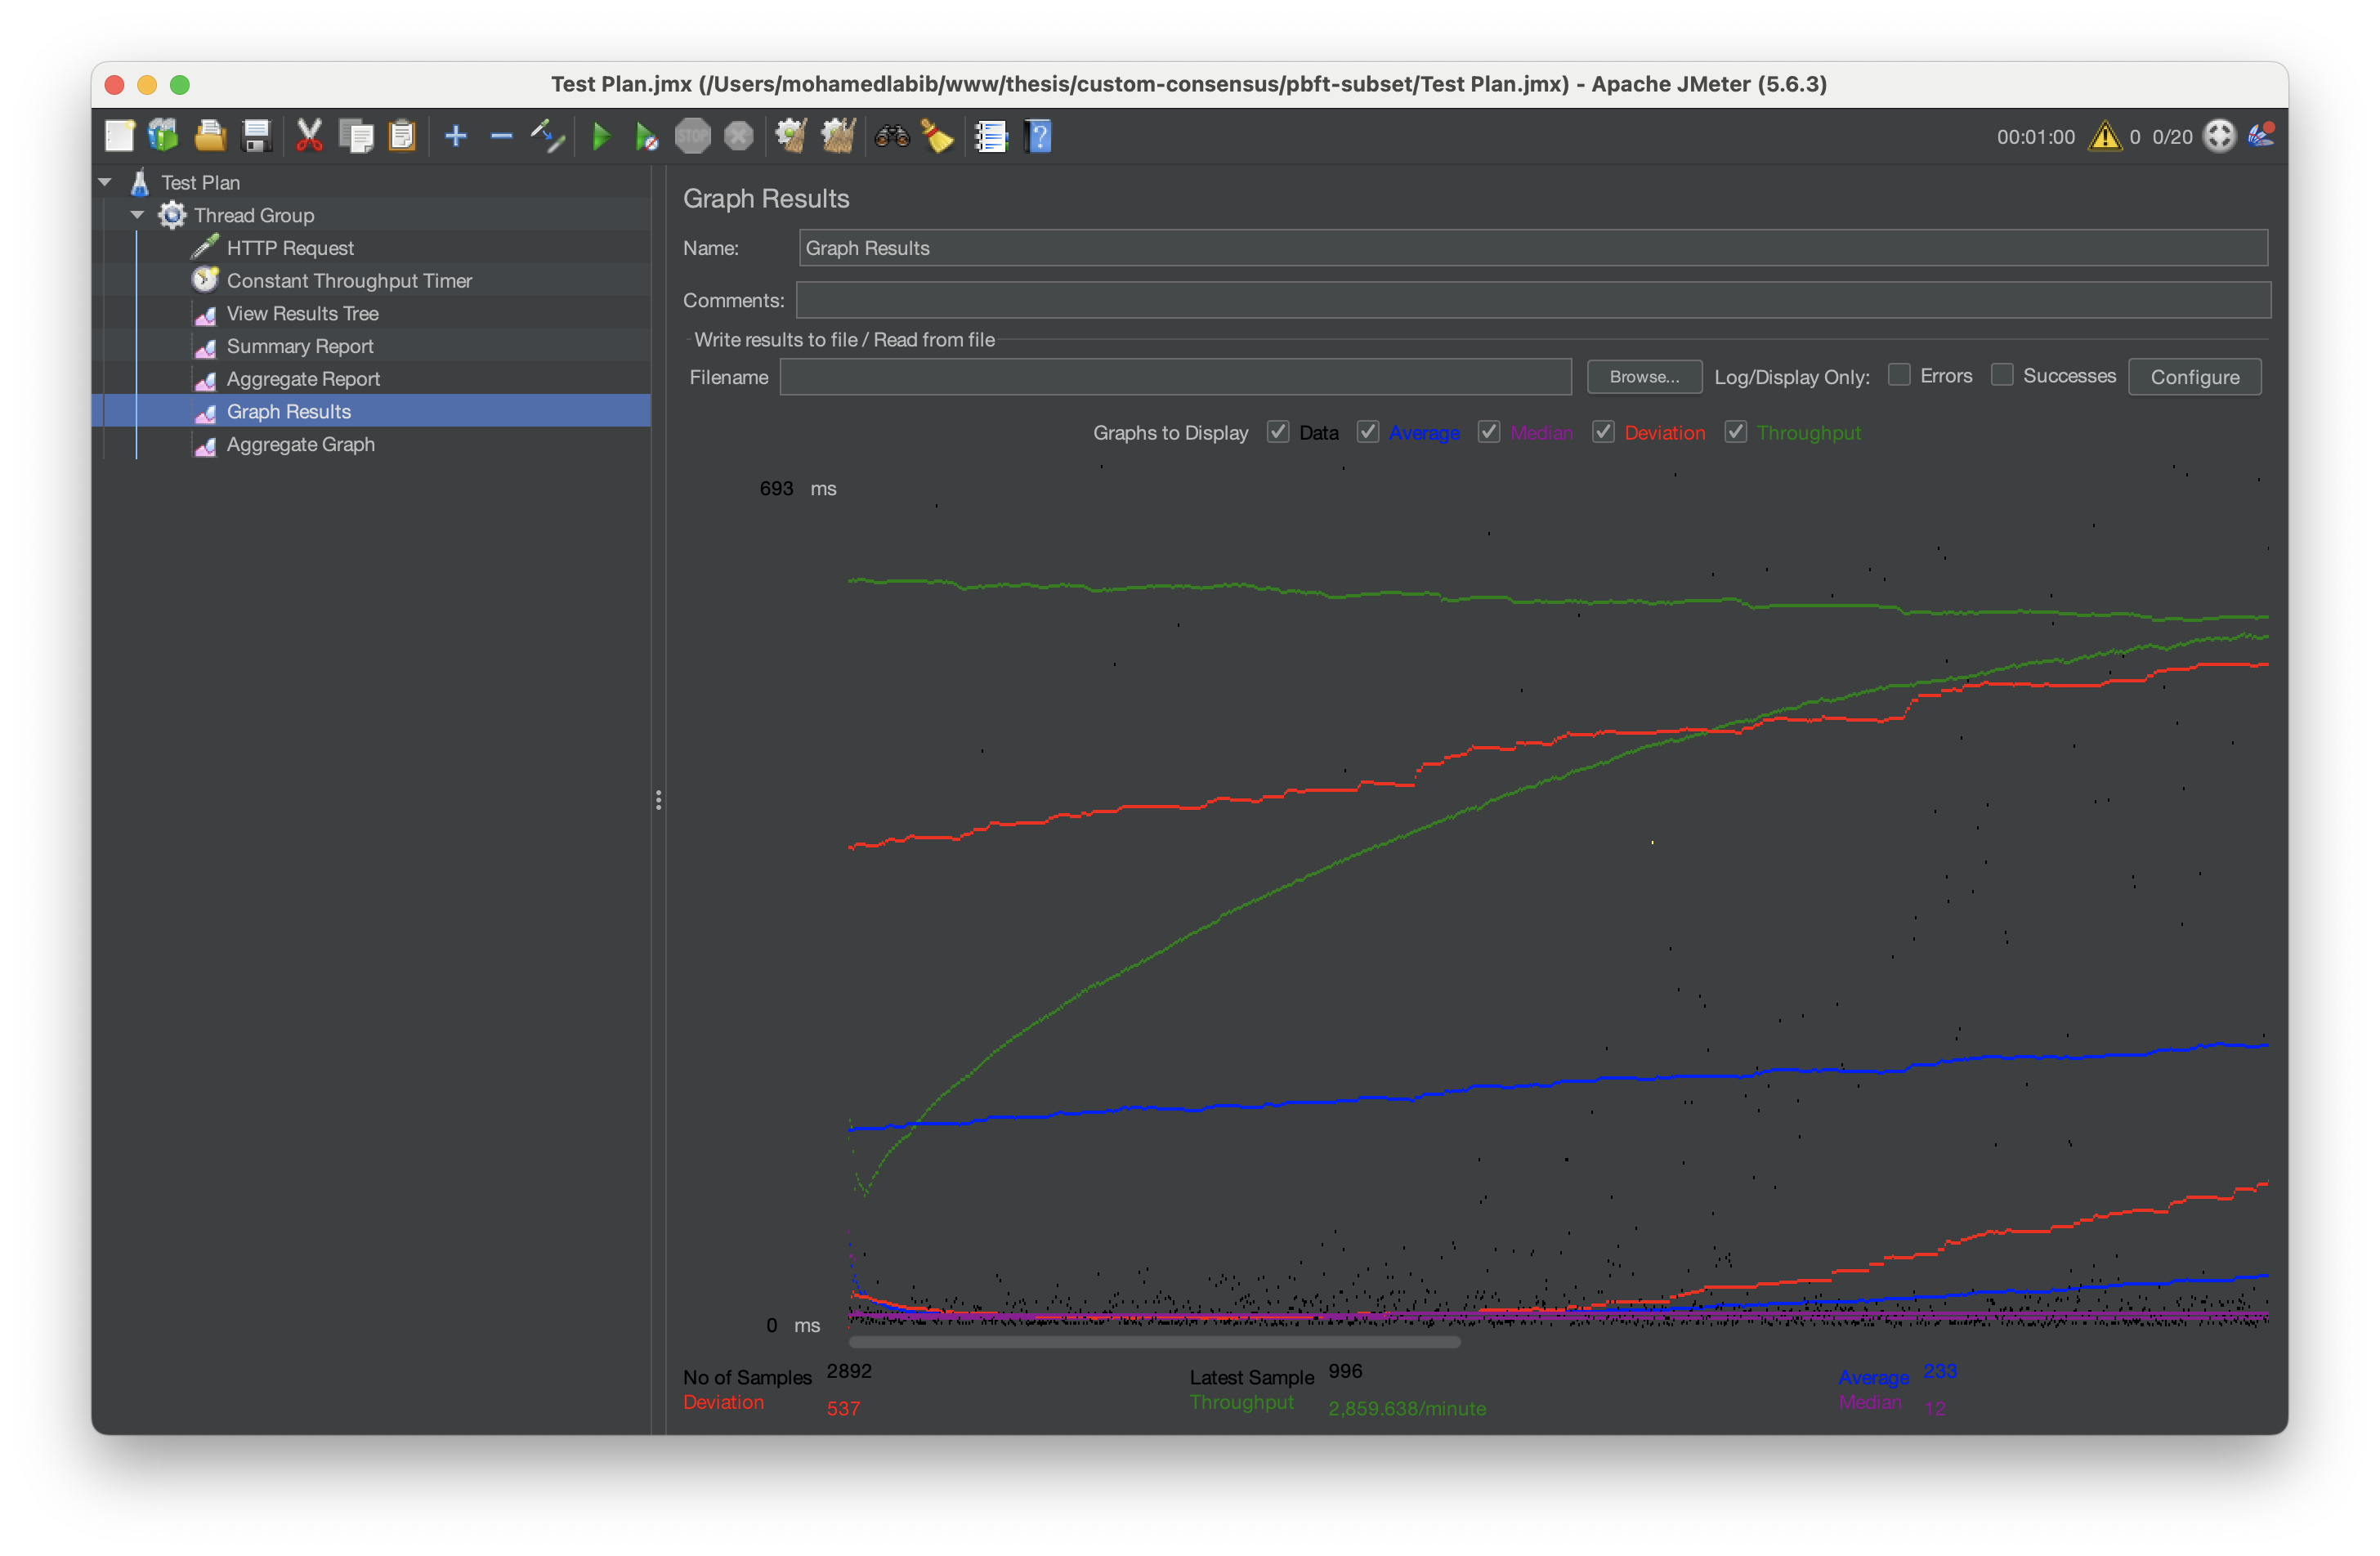 Test Plan.jmx (/Users/mohamedlabib/www/thesis/custom-consensus/pbft-subset/Test Plan.jmx) - Apache JMeter (5.6.3)
STOP
00:01:00 0 0/20
Test Plan
Thread Group
HTTP Request
Constant Throughput Timer
View Results Tree
Summary Report
Aggregate Report
Graph Results
Aggregate Graph
Graph Results
Name: Graph Results
Comments:
Write results to file / Read from file
Filename Browse... Log/Display Only: Errors Successes Configure
Graphs to Display Data Average Median Deviation Throughput
693 ms
0 ms
No of Samples 2892 Latest Sample 996 Average 233
Deviation 537 Throughput 2,859.638/minute Median 12